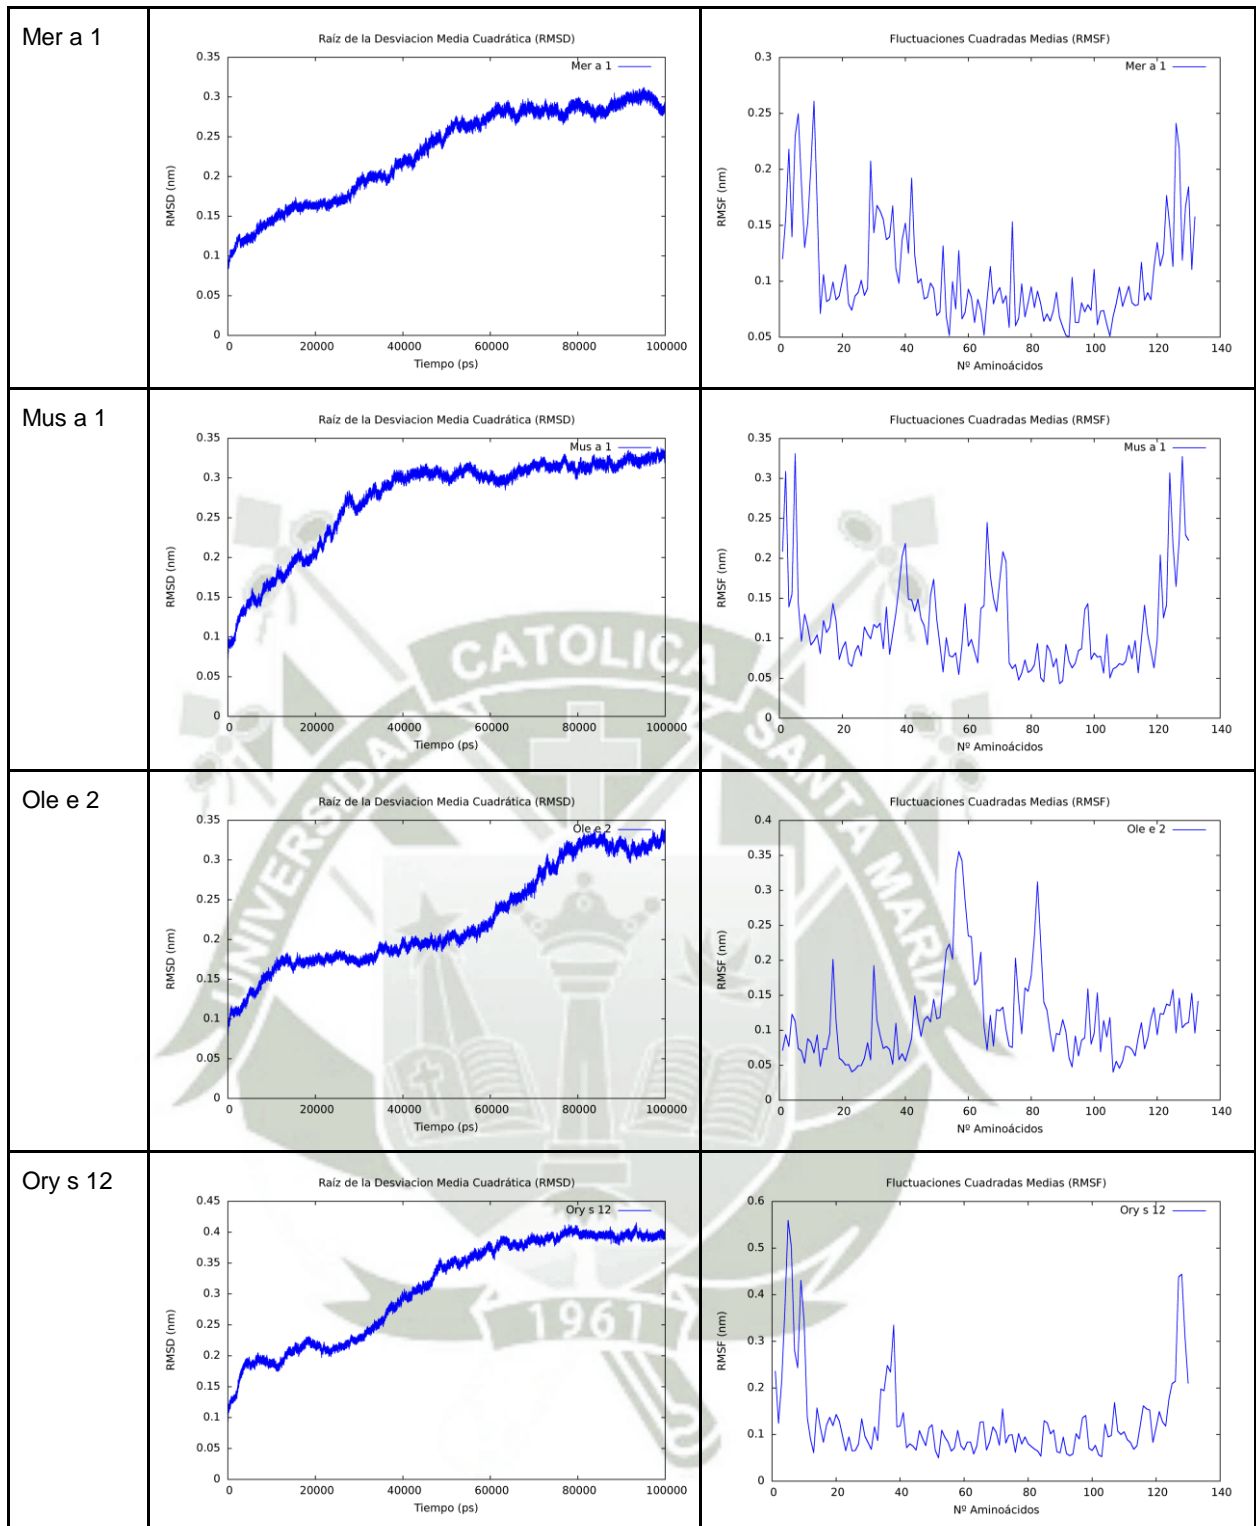 Mer a 1
Raíz de la Desviacion Media Cuadrática (RMSD)
Mer a 1
RMSD (nm)
0.35
0.3
0.25
0.2
0.15
0.1
0.05
0
0 20000 40000 60000 80000 100000
Tiempo (ps)
Fluctuaciones Cuadradas Medias (RMSF)
Mer a 1
RMSF (nm)
0.3
0.25
0.2
0.15
0.1
0.05
0 20 40 60 80 100 120 140
Nº Aminoácidos
Mus a 1
Raíz de la Desviacion Media Cuadrática (RMSD)
Mus a 1
RMSD (nm)
0.35
0.3
0.25
0.2
0.15
0.1
0.05
0
0 20000 40000 60000 80000 100000
Tiempo (ps)
Fluctuaciones Cuadradas Medias (RMSF)
Mus a 1
RMSF (nm)
0.35
0.3
0.25
0.2
0.15
0.1
0.05
0
0 20 40 60 80 100 120 140
Nº Aminoácidos
Ole e 2
Raíz de la Desviacion Media Cuadrática (RMSD)
Ole e 2
RMSD (nm)
0.35
0.3
0.25
0.2
0.15
0.1
0.05
0
0 20000 40000 60000 80000 100000
Tiempo (ps)
Fluctuaciones Cuadradas Medias (RMSF)
Ole e 2
RMSF (nm)
0.4
0.35
0.3
0.25
0.2
0.15
0.1
0.05
0
0 20 40 60 80 100 120 140
Nº Aminoácidos
Ory s 12
Raíz de la Desviacion Media Cuadrática (RMSD)
Ory s 12
RMSD (nm)
0.45
0.4
0.35
0.3
0.25
0.2
0.15
0.1
0.05
0
0 20000 40000 60000 80000 100000
Tiempo (ps)
Fluctuaciones Cuadradas Medias (RMSF)
Ory s 12
RMSF (nm)
0.6
0.5
0.4
0.3
0.2
0.1
0
0 20 40 60 80 100 120 140
Nº Aminoácidos
UNIVERSIDAD CATOLICA SANTA MARIA
1961